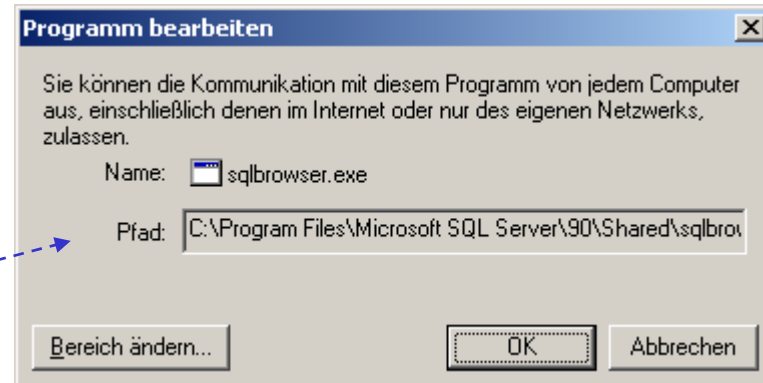 Programm bearbeiten
Sie können die Kommunikation mit diesem Programm von jedem Computer
aus, einschließlich denen im Internet oder nur des eigenen Netzwerks,
zulassen.
Name: sqlbrowser.exe
Pfad: C:\Program Files\Microsoft SQL Server\90\Shared\sqlbrow
Bereich ändern... OK Abbrechen